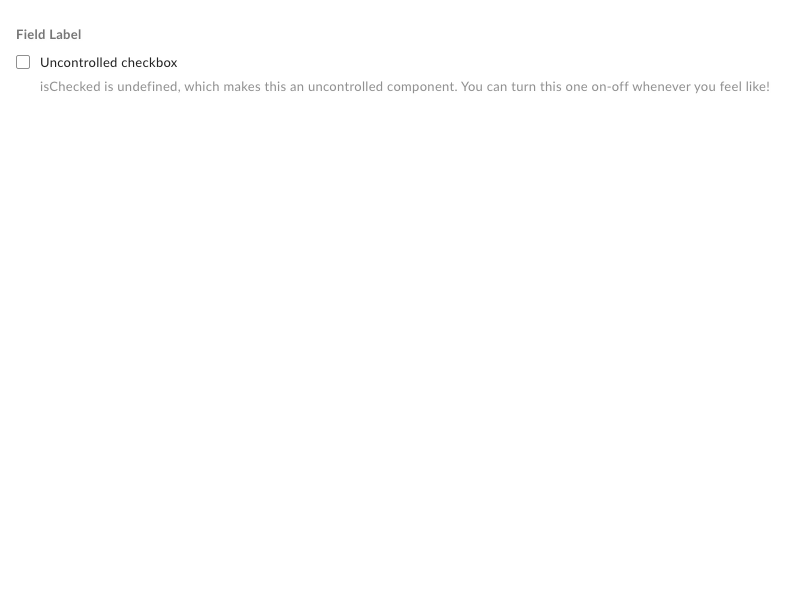 Field Label
Uncontrolled checkbox
isChecked is undefined, which makes this an uncontrolled component. You can turn this one on-off whenever you feel like!